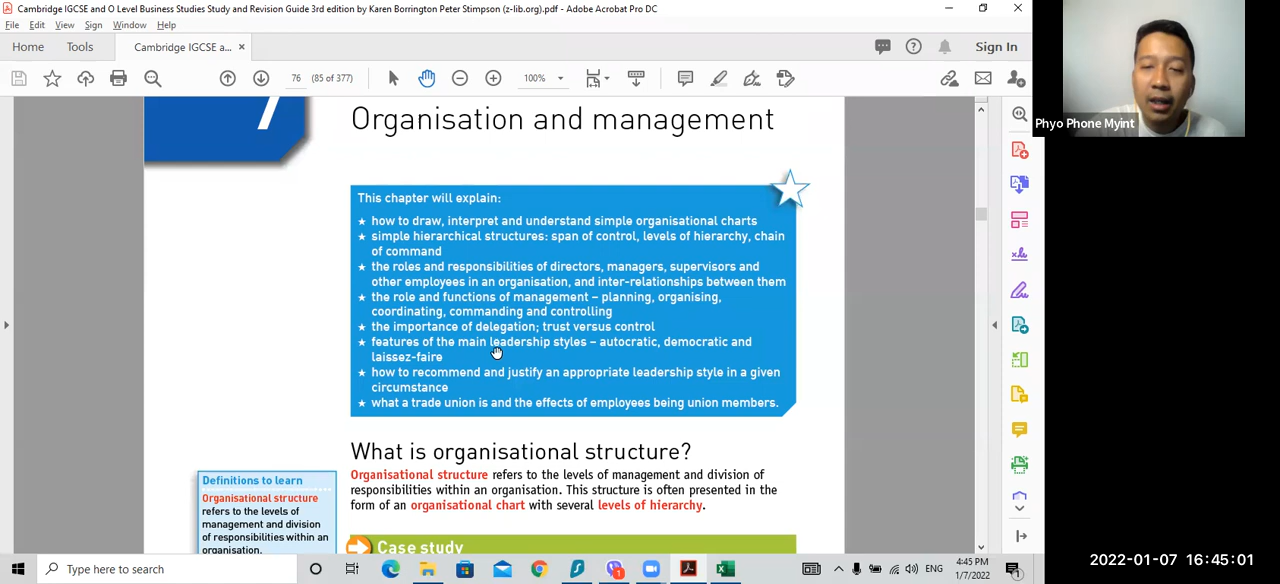 Cambridge IGCSE and O Level Business Studies Study and Revision Guide 3rd edition by Karen Borrington Peter Stimpson (z-lib.org).pdf - Adobe Acrobat Pro DC
File Edit View Sign Window Help
Home Tools Cambridge IGCSE a... × Sign In
76 (85 of 377) 100%
Phyo Phone Myint
7
Organisation and management
This chapter will explain:
★ how to draw, interpret and understand simple organisational charts
★ simple hierarchical structures: span of control, levels of hierarchy, chain
of command
★ the roles and responsibilities of directors, managers, supervisors and
other employees in an organisation, and inter-relationships between them
★ the role and functions of management – planning, organising,
coordinating, commanding and controlling
★ the importance of delegation; trust versus control
★ features of the main leadership styles – autocratic, democratic and
laissez-faire
★ how to recommend and justify an appropriate leadership style in a given
circumstance
★ what a trade union is and the effects of employees being union members.
What is organisational structure?
Organisational structure refers to the levels of management and division of
responsibilities within an organisation. This structure is often presented in the
form of an organisational chart with several levels of hierarchy.
Definitions to learn
Organisational structure
refers to the levels of
management and division
of responsibilities within an
organisation.
Case study
Type here to search
ENG
4:45 PM
1/7/2022
1
1
2022-01-07 16:45:01